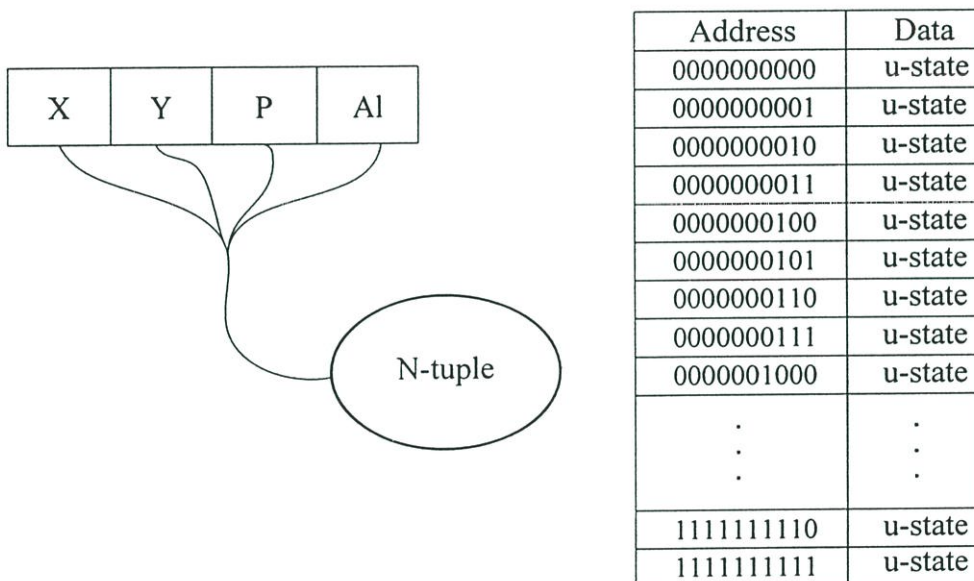 X Y P Al
N-tuple
Address Data
0000000000 u-state
0000000001 u-state
0000000010 u-state
0000000011 u-state
0000000100 u-state
0000000101 u-state
0000000110 u-state
0000000111 u-state
0000001000 u-state
. .
. .
. .
1111111110 u-state
1111111111 u-state